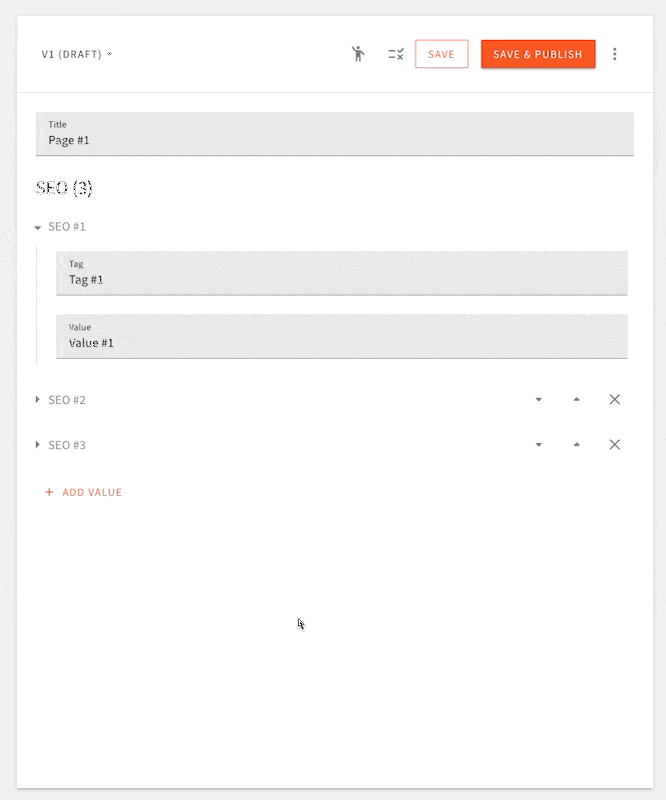 V1 (DRAFT)
SAVE
SAVE & PUBLISH
Title
Page #1
SEO (3)
SEO #1
Tag
Tag #1
Value
Value #1
SEO #2
SEO #3
+ ADD VALUE